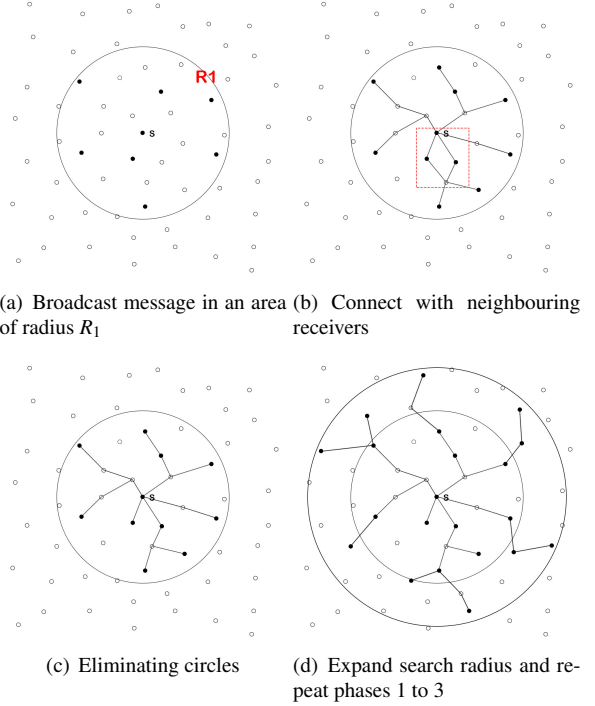 R1
S
S
(a) Broadcast message in an area
of radius R1
(b) Connect with neighbouring
receivers
S
S
(c) Eliminating circles
(d) Expand search radius and re-
peat phases 1 to 3